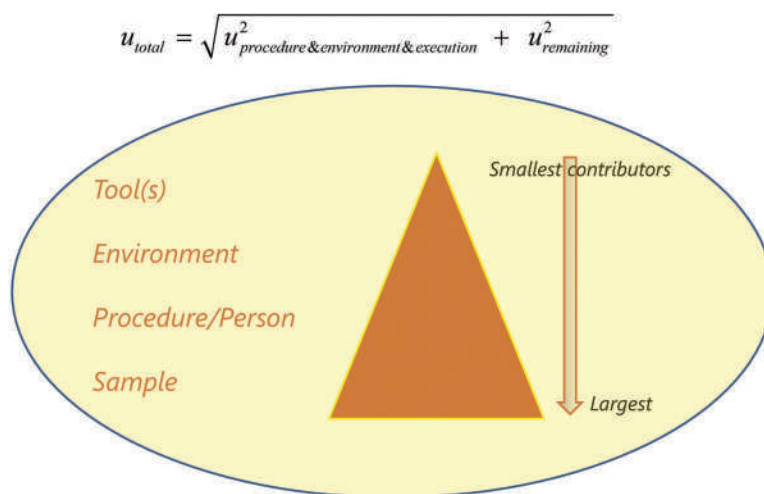 u_total = √(u²_procedure&environment&execution + u²_remaining)
Smallest contributors
Tool(s)
Environment
Procedure/Person
Sample
Largest